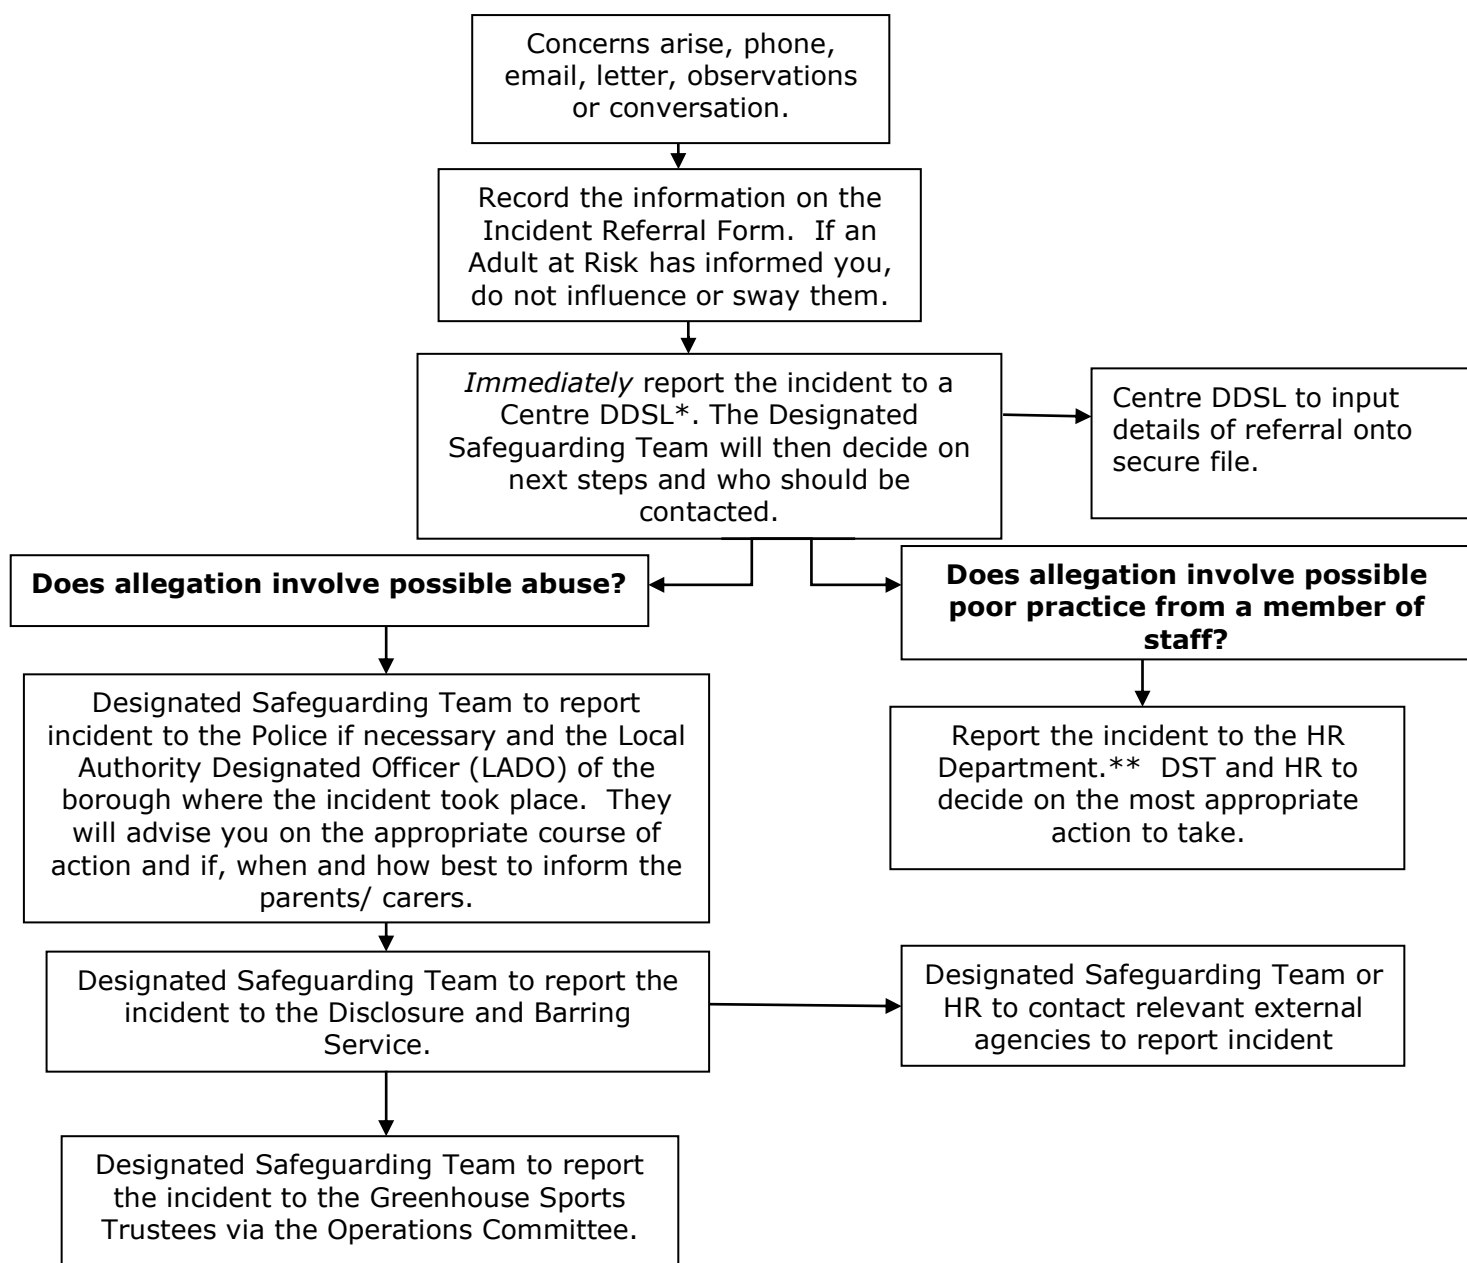 Concerns arise, phone,
email, letter, observations
or conversation.
Record the information on the
Incident Referral Form.  If an
Adult at Risk has informed you,
do not influence or sway them.
Immediately report the incident to a
Centre DDSL*. The Designated
Safeguarding Team will then decide on
next steps and who should be
contacted.
Centre DDSL to input
details of referral onto
secure file.
Does allegation involve possible abuse?
Does allegation involve possible
poor practice from a member of
staff?
Designated Safeguarding Team to report
incident to the Police if necessary and the Local
Authority Designated Officer (LADO) of the
borough where the incident took place.  They
will advise you on the appropriate course of
action and if, when and how best to inform the
parents/ carers.
Report the incident to the HR
Department.**  DST and HR to
decide on the most appropriate
action to take.
Designated Safeguarding Team to report the
incident to the Disclosure and Barring
Service.
Designated Safeguarding Team or
HR to contact relevant external
agencies to report incident
Designated Safeguarding Team to report
the incident to the Greenhouse Sports
Trustees via the Operations Committee.